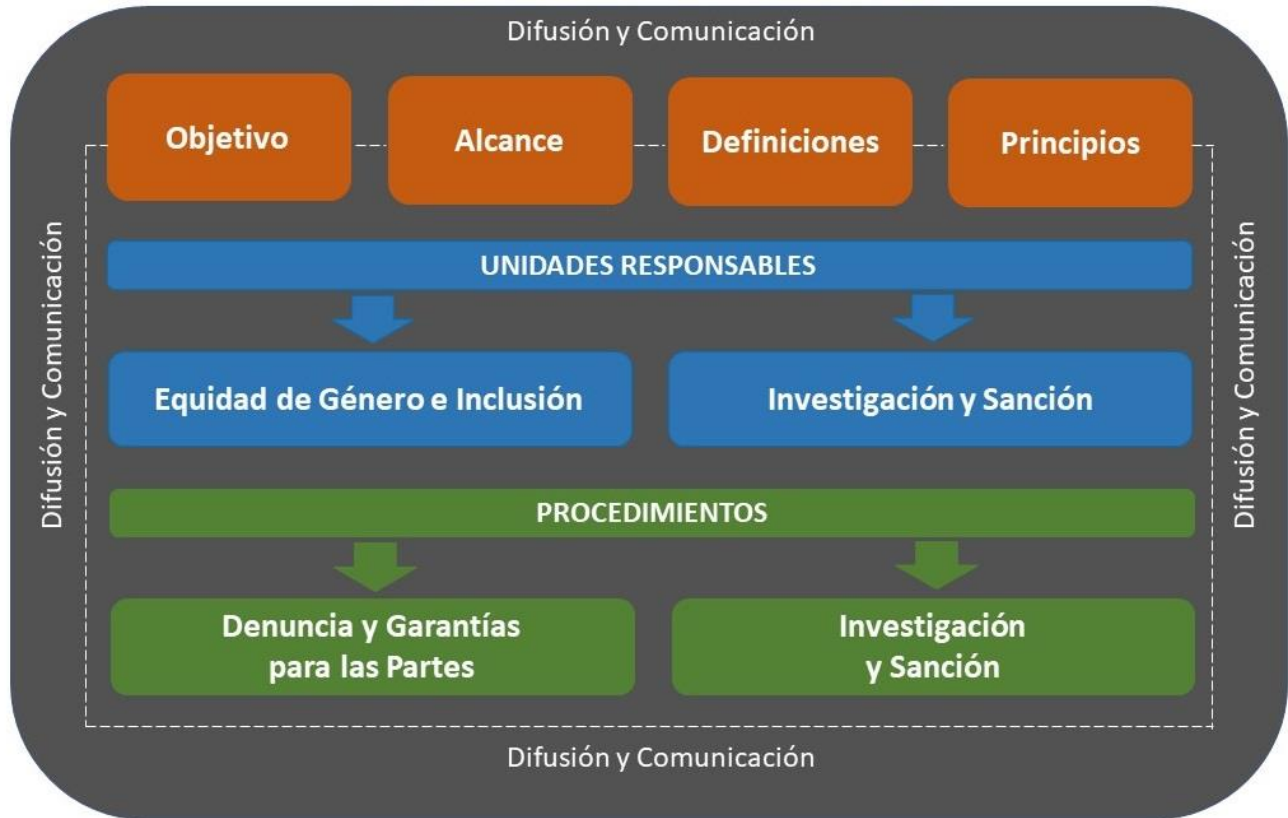 Difusión y Comunicación
Objetivo
Alcance
Definiciones
Principios
Difusión y Comunicación
Difusión y Comunicación
UNIDADES RESPONSABLES
Equidad de Género e Inclusión
Investigación y Sanción
PROCEDIMIENTOS
Denuncia y Garantías
para las Partes
Investigación
y Sanción
Difusión y Comunicación